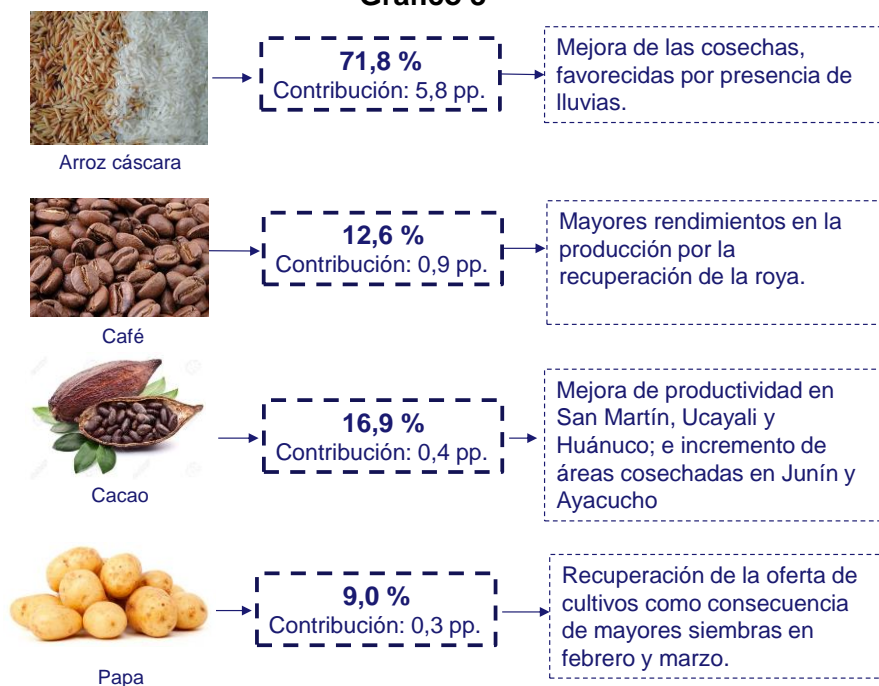 71,8 %
Contribución: 5,8 pp.
Mejora de las cosechas,
favorecidas por presencia de
lluvias.
Arroz cáscara
12,6 %
Contribución: 0,9 pp.
Mayores rendimientos en la
producción por la
recuperación de la roya.
Café
16,9 %
Contribución: 0,4 pp.
Mejora de productividad en
San Martín, Ucayali y
Huánuco; e incremento de
áreas cosechadas en Junín y
Ayacucho
Cacao
9,0 %
Contribución: 0,3 pp.
Recuperación de la oferta de
cultivos como consecuencia
de mayores siembras en
febrero y marzo.
Papa